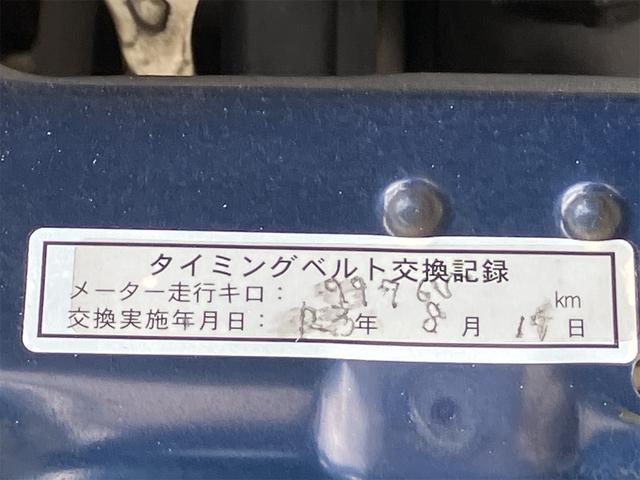 タイミングベルト交換記録
メーター走行キロ： 99760 km
交換実施年月日： 年 8 月 日